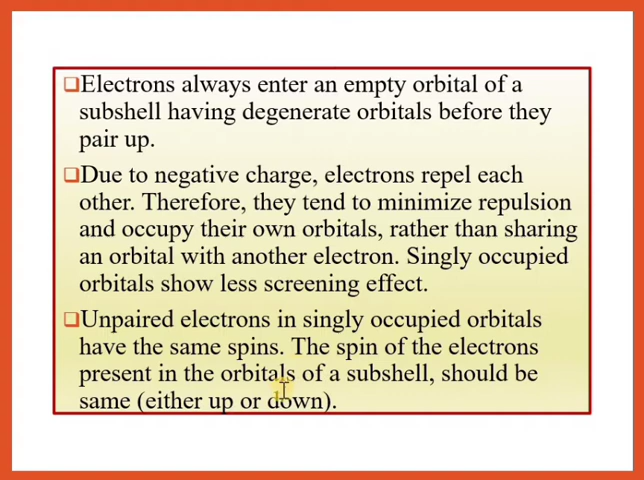 Electrons always enter an empty orbital of a
subshell having degenerate orbitals before they
pair up.
Due to negative charge, electrons repel each
other. Therefore, they tend to minimize repulsion
and occupy their own orbitals, rather than sharing
an orbital with another electron. Singly occupied
orbitals show less screening effect.
Unpaired electrons in singly occupied orbitals
have the same spins. The spin of the electrons
present in the orbitals of a subshell, should be
same (either up or down).